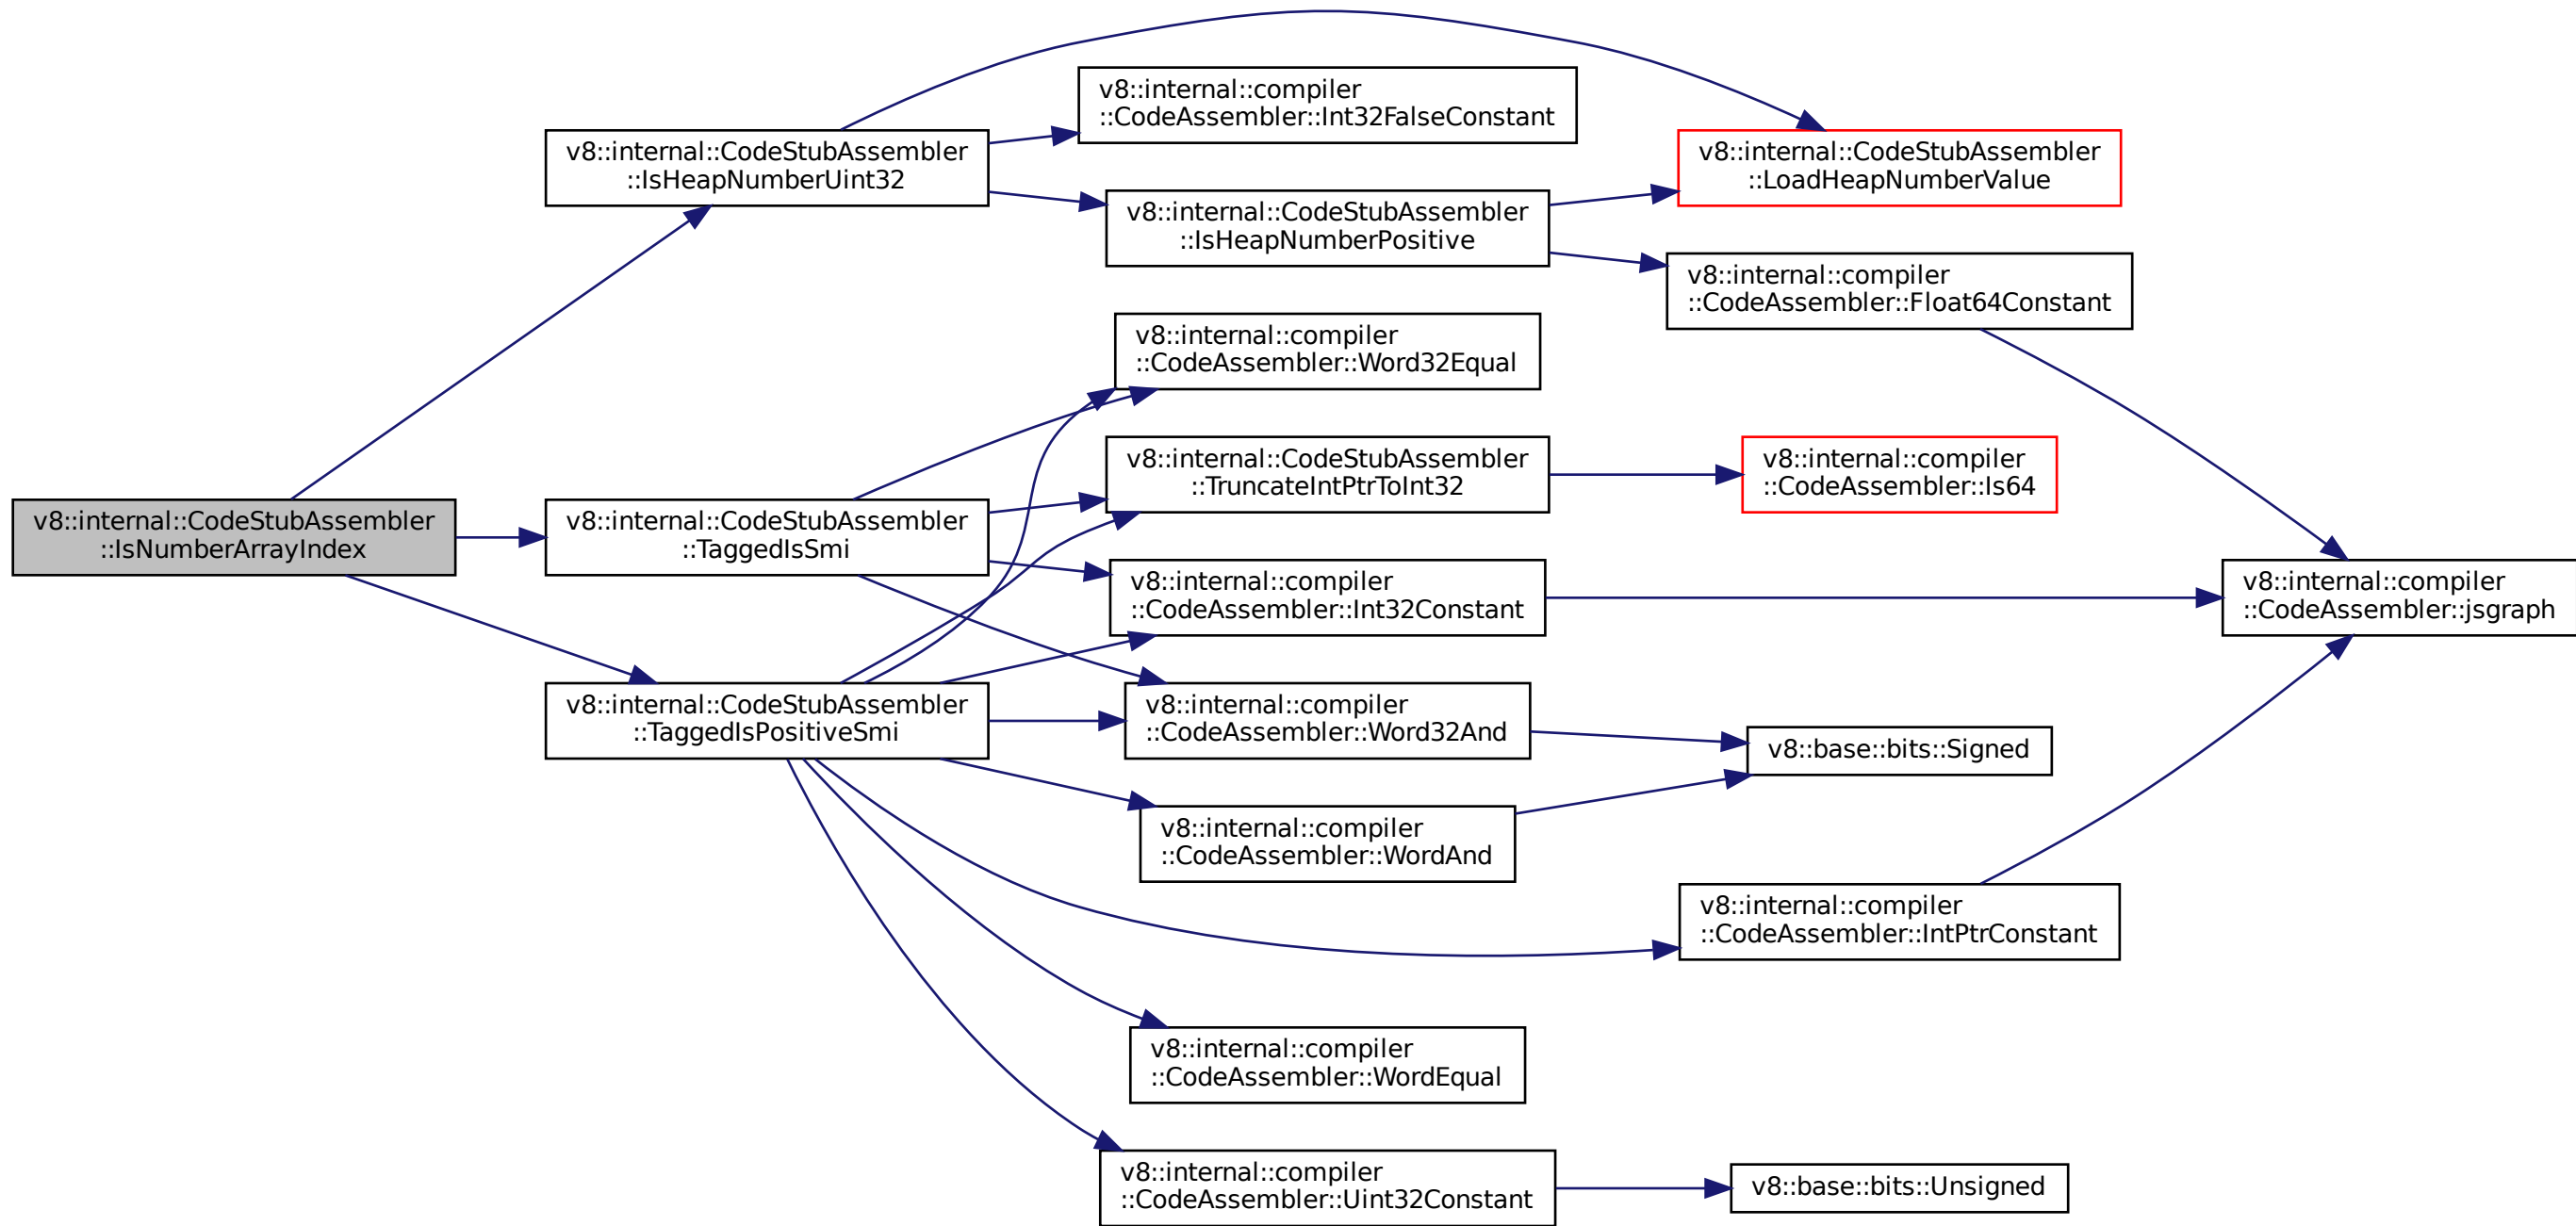 v8::internal::CodeStubAssembler
::IsNumberArrayIndex
v8::internal::CodeStubAssembler
::IsHeapNumberUint32
v8::internal::CodeStubAssembler
::TaggedIsSmi
v8::internal::CodeStubAssembler
::TaggedIsPositiveSmi
v8::internal::compiler
::CodeAssembler::Int32FalseConstant
v8::internal::CodeStubAssembler
::IsHeapNumberPositive
v8::internal::compiler
::CodeAssembler::Word32Equal
v8::internal::CodeStubAssembler
::TruncateIntPtrToInt32
v8::internal::compiler
::CodeAssembler::Int32Constant
v8::internal::compiler
::CodeAssembler::Word32And
v8::internal::compiler
::CodeAssembler::WordAnd
v8::internal::compiler
::CodeAssembler::WordEqual
v8::internal::compiler
::CodeAssembler::Uint32Constant
v8::internal::CodeStubAssembler
::LoadHeapNumberValue
v8::internal::compiler
::CodeAssembler::Float64Constant
v8::internal::compiler
::CodeAssembler::Is64
v8::base::bits::Signed
v8::internal::compiler
::CodeAssembler::IntPtrConstant
v8::base::bits::Unsigned
v8::internal::compiler
::CodeAssembler::jsgraph